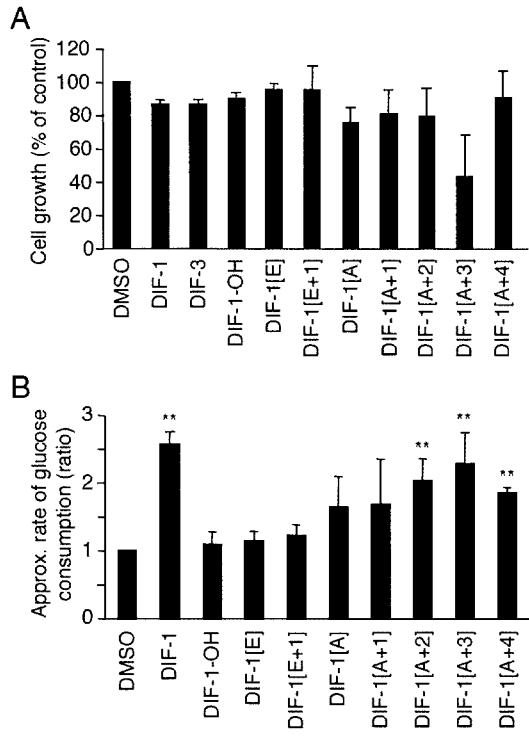 A
Cell growth (% of control)
120
100
80
60
40
20
0
DMSO
DIF-1
DIF-3
DIF-1-OH
DIF-1[E]
DIF-1[E+1]
DIF-1[A]
DIF-1[A+1]
DIF-1[A+2]
DIF-1[A+3]
DIF-1[A+4]
B
Approx. rate of glucose
consumption (ratio)
3
2
1
0
**
**
**
**
DMSO
DIF-1
DIF-1-OH
DIF-1[E]
DIF-1[E+1]
DIF-1[A]
DIF-1[A+1]
DIF-1[A+2]
DIF-1[A+3]
DIF-1[A+4]